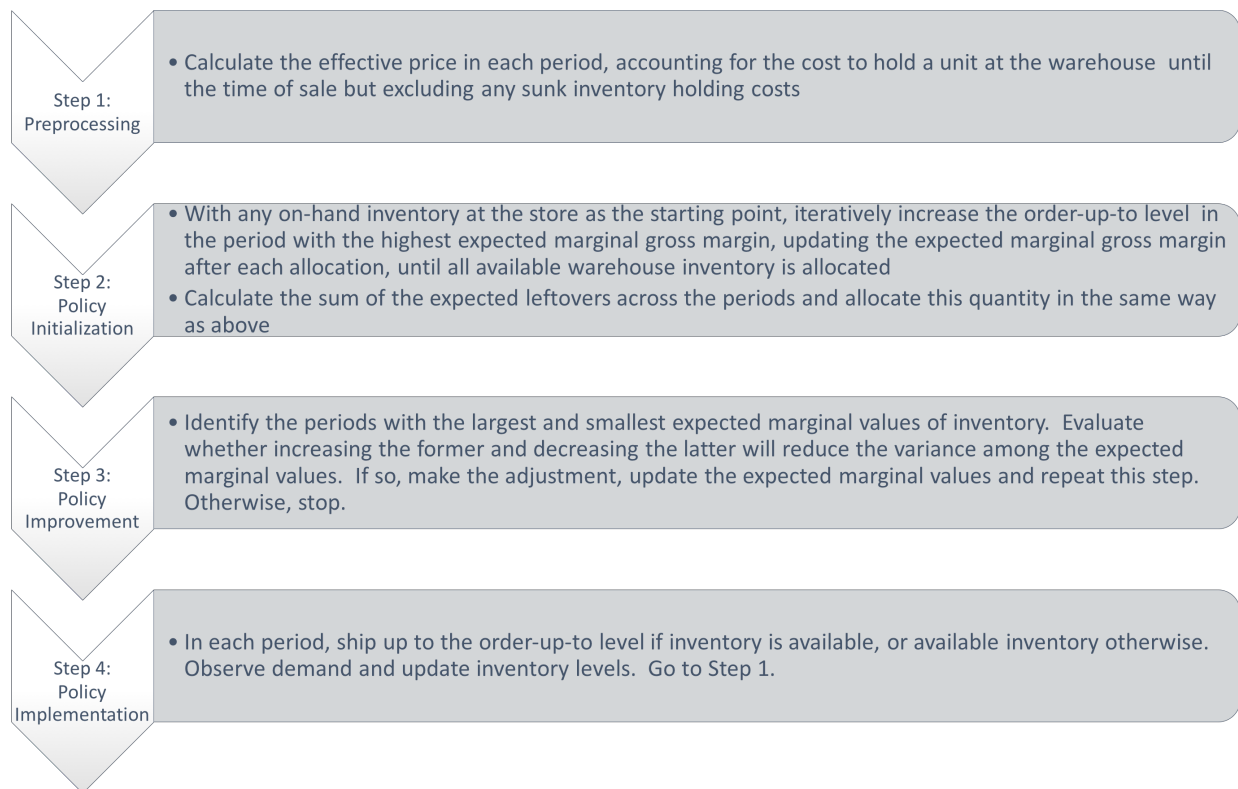 Step 1:
Preprocessing
• Calculate the effective price in each period, accounting for the cost to hold a unit at the warehouse  until
the time of sale but excluding any sunk inventory holding costs
Step 2:
Policy
Initialization
• With any on-hand inventory at the store as the starting point, iteratively increase the order-up-to level  in
the period with the highest expected marginal gross margin, updating the expected marginal gross margin
after each allocation, until all available warehouse inventory is allocated
• Calculate the sum of the expected leftovers across the periods and allocate this quantity in the same way
as above
Step 3:
Policy
Improvement
• Identify the periods with the largest and smallest expected marginal values of inventory.  Evaluate
whether increasing the former and decreasing the latter will reduce the variance among the expected
marginal values.  If so, make the adjustment, update the expected marginal values and repeat this step.
Otherwise, stop.
Step 4:
Policy
Implementation
• In each period, ship up to the order-up-to level if inventory is available, or available inventory otherwise.
Observe demand and update inventory levels.  Go to Step 1.